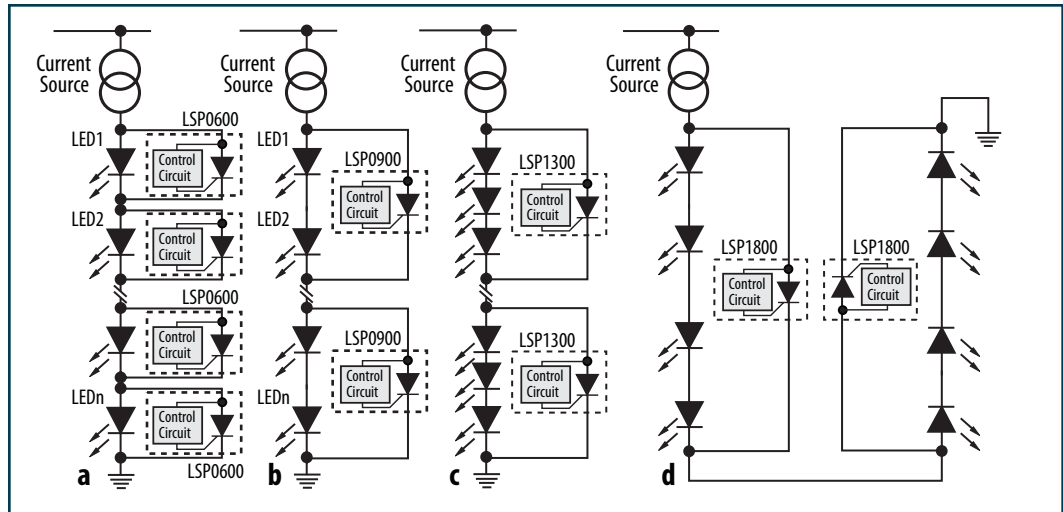 Current
Source
LSP0600
LED1
Control
Circuit
LED2
Control
Circuit
LSP0600
Control
Circuit
LEDn
Control
Circuit
LSP0600
a
Current
Source
LED1
LSP0900
Control
Circuit
LED2
LSP0900
Control
Circuit
LEDn
b
Current
Source
LSP1300
Control
Circuit
LSP1300
Control
Circuit
c
Current
Source
LSP1800
Control
Circuit
LSP1800
Control
Circuit
d